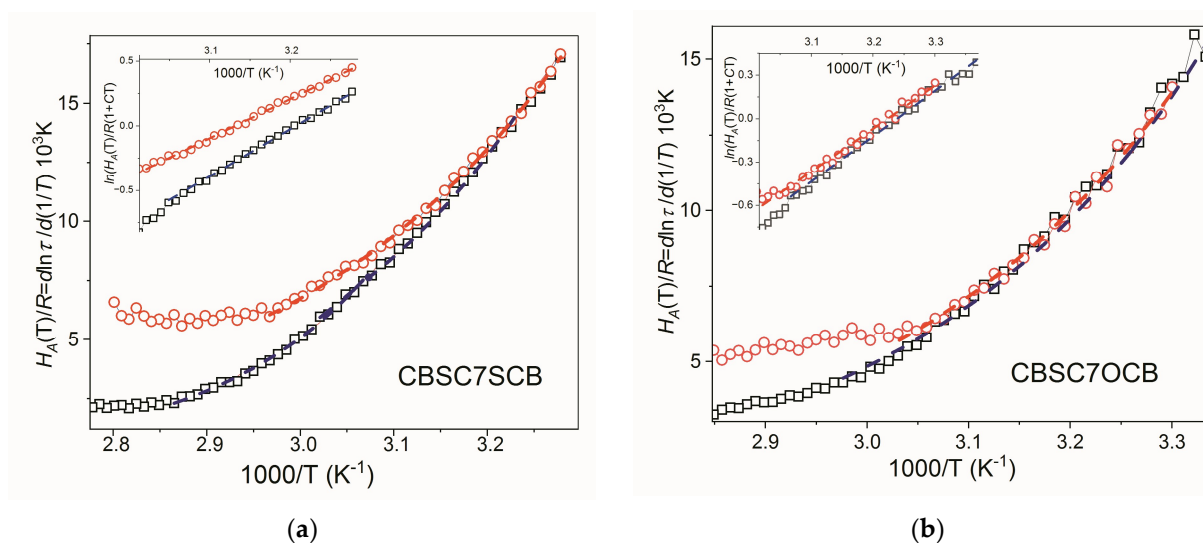 3.1 3.2
1000/T (K⁻¹)
0.5
0.0
-0.5
ln(H_A(T)/R(1+CT)
15
10
5
H_A(T)/R=dlnτ/d(1/T) 10³K
CBSC7SCB
2.8 2.9 3.0 3.1 3.2
1000/T (K⁻¹)
(a)
3.1 3.2 3.3
1000/T (K⁻¹)
0.3
0.0
-0.3
-0.6
ln(H_A(T)/R(1+CT)
15
10
5
H_A(T)/R=dlnτ/d(1/T) 10³K
CBSC7OCB
2.9 3.0 3.1 3.2 3.3
1000/T (K⁻¹)
(b)